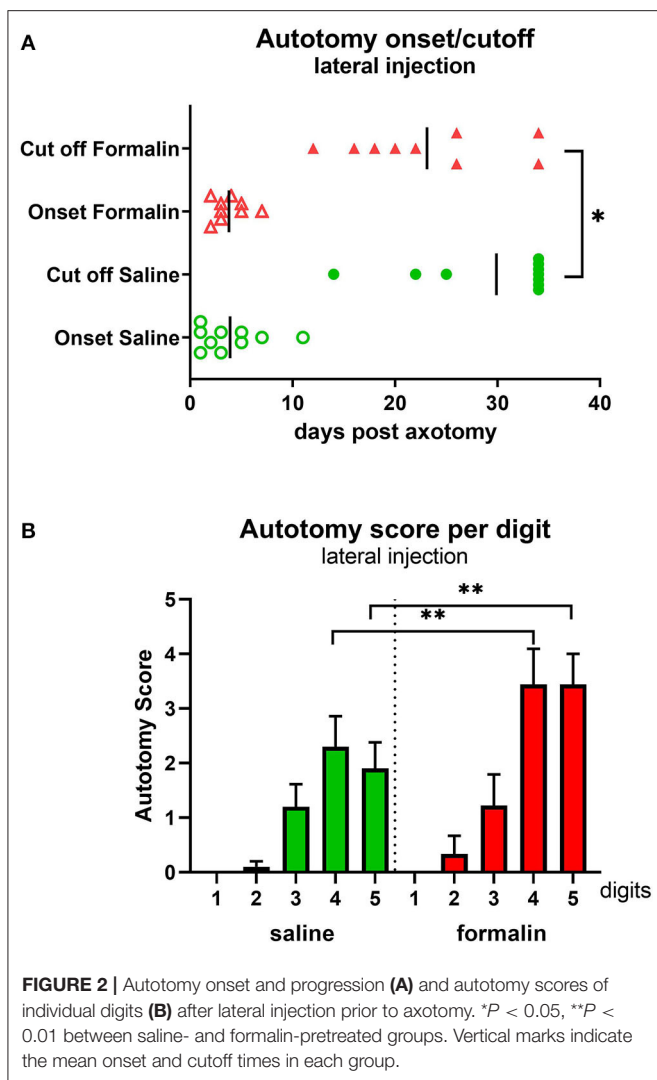 A
Autotomy onset/cutoff
lateral injection
Cut off Formalin
Onset Formalin
Cut off Saline
Onset Saline
*
0 10 20 30 40
days post axotomy
B
Autotomy score per digit
lateral injection
Autotomy Score
5
4
3
2
1
0
**
**
1 2 3 4 5 1 2 3 4 5 digits
saline formalin
FIGURE 2 | Autotomy onset and progression (A) and autotomy scores of
individual digits (B) after lateral injection prior to axotomy. *P < 0.05, **P <
0.01 between saline- and formalin-pretreated groups. Vertical marks indicate
the mean onset and cutoff times in each group.